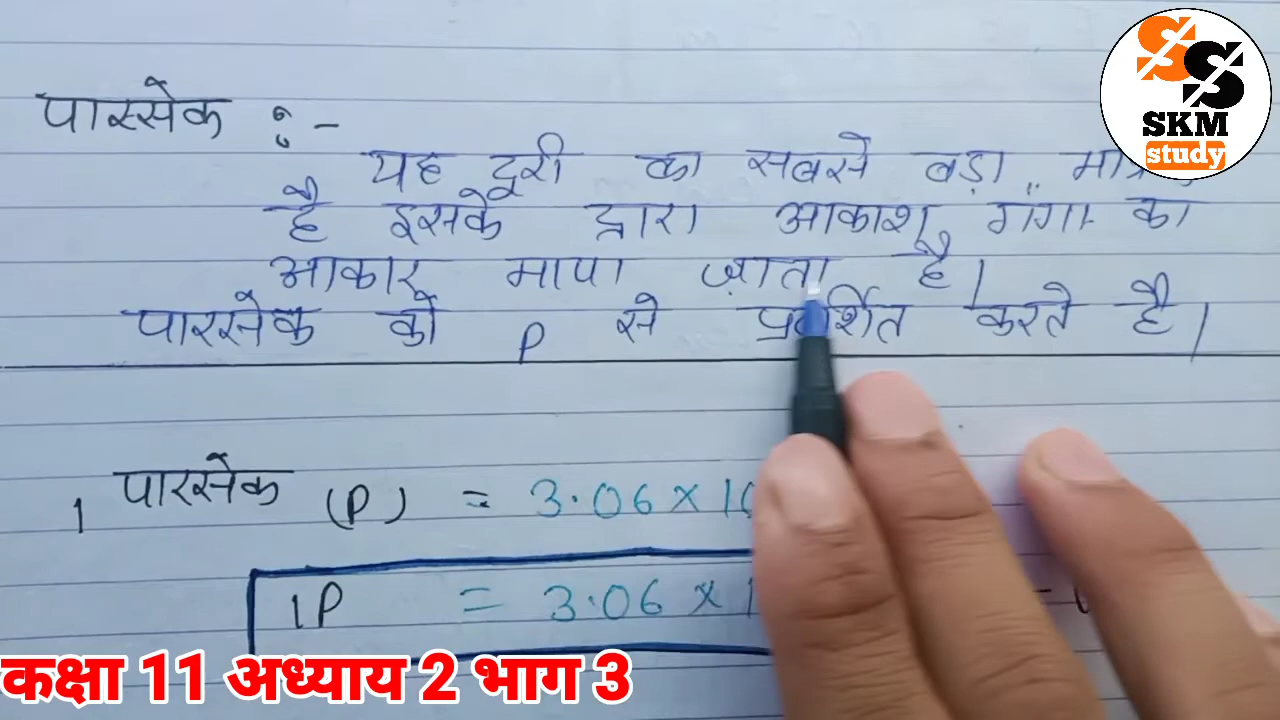 SS
SKM
study
पारसेक :-
यह दूरी का सबसे बड़ा
है इसके द्वारा आकाश गंगा का
आकार मापा जाता है।
पारसेक को P से प्रदर्शित करते है।
1 पारसेक (P) = 3.06 × 10
1P = 3.06 × 1
कक्षा 11 अध्याय 2 भाग 3